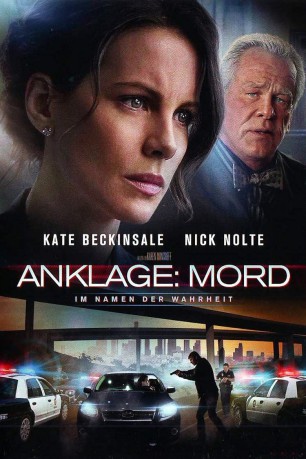 KATE BECKINSALE NICK NOLTE
ANKLAGE: MORD
IM NAMEN DER WAHRHEIT